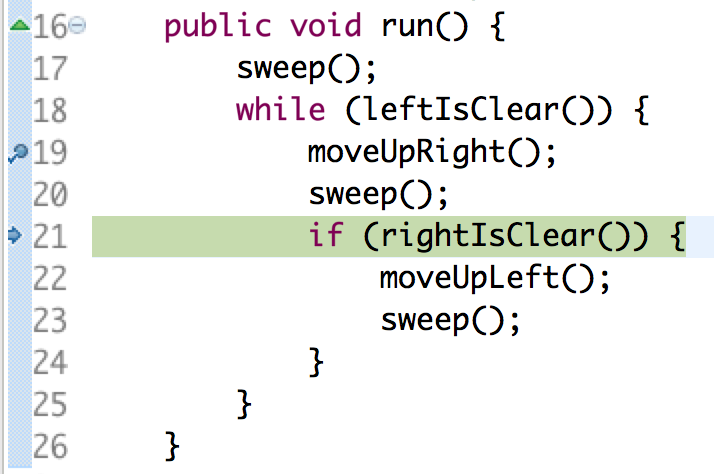 16 public void run() {
17 sweep();
18 while (leftIsClear()) {
19 moveUpRight();
20 sweep();
21 if (rightIsClear()) {
22 moveUpLeft();
23 sweep();
24 }
25 }
26 }